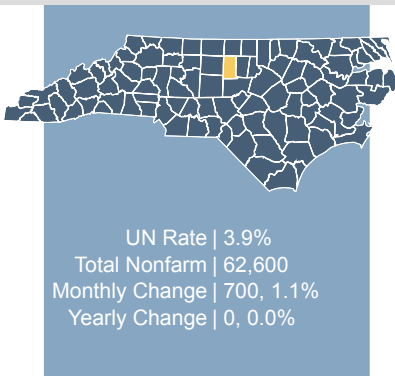 UN Rate | 3.9%
Total Nonfarm | 62,600
Monthly Change | 700, 1.1%
Yearly Change | 0, 0.0%